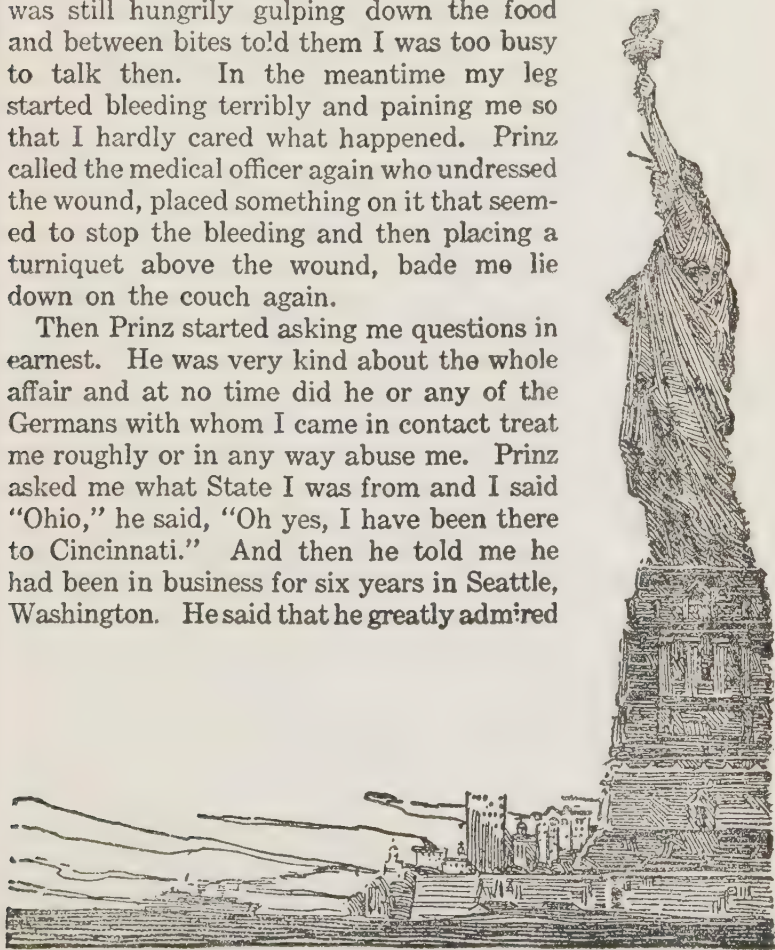 was still hungrily gulping down the food
and between bites told them I was too busy
to talk then. In the meantime my leg
started bleeding terribly and paining me so
that I hardly cared what happened. Prinz
called the medical officer again who undressed
the wound, placed something on it that seem-
ed to stop the bleeding and then placing a
turniquet above the wound, bade me lie
down on the couch again.
Then Prinz started asking me questions in
earnest. He was very kind about the whole
affair and at no time did he or any of the
Germans with whom I came in contact treat
me roughly or in any way abuse me. Prinz
asked me what State I was from and I said
“Ohio,” he said, “Oh yes, I have been there
to Cincinnati.” And then he told me he
had been in business for six years in Seattle,
Washington. He said that he greatly admired